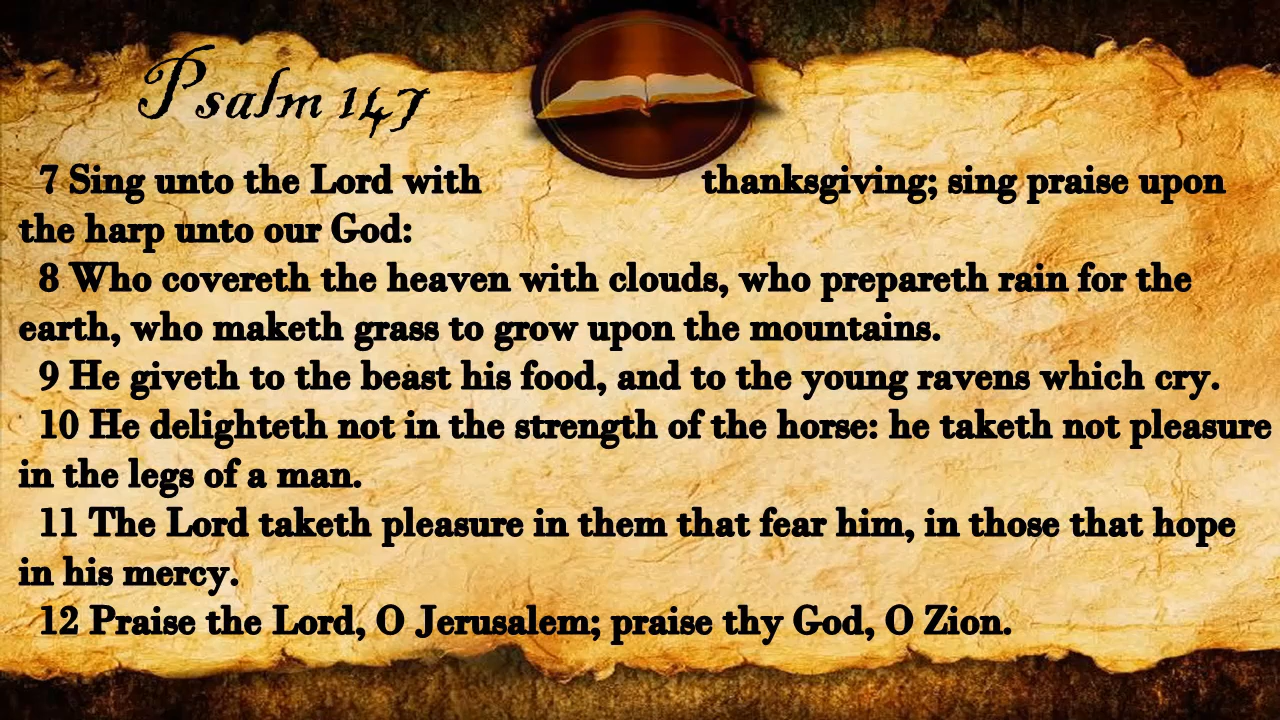 Psalm 147
7 Sing unto the Lord with thanksgiving; sing praise upon
the harp unto our God:
8 Who covereth the heaven with clouds, who prepareth rain for the
earth, who maketh grass to grow upon the mountains.
9 He giveth to the beast his food, and to the young ravens which cry.
10 He delighteth not in the strength of the horse: he taketh not pleasure
in the legs of a man.
11 The Lord taketh pleasure in them that fear him, in those that hope
in his mercy.
12 Praise the Lord, O Jerusalem; praise thy God, O Zion.